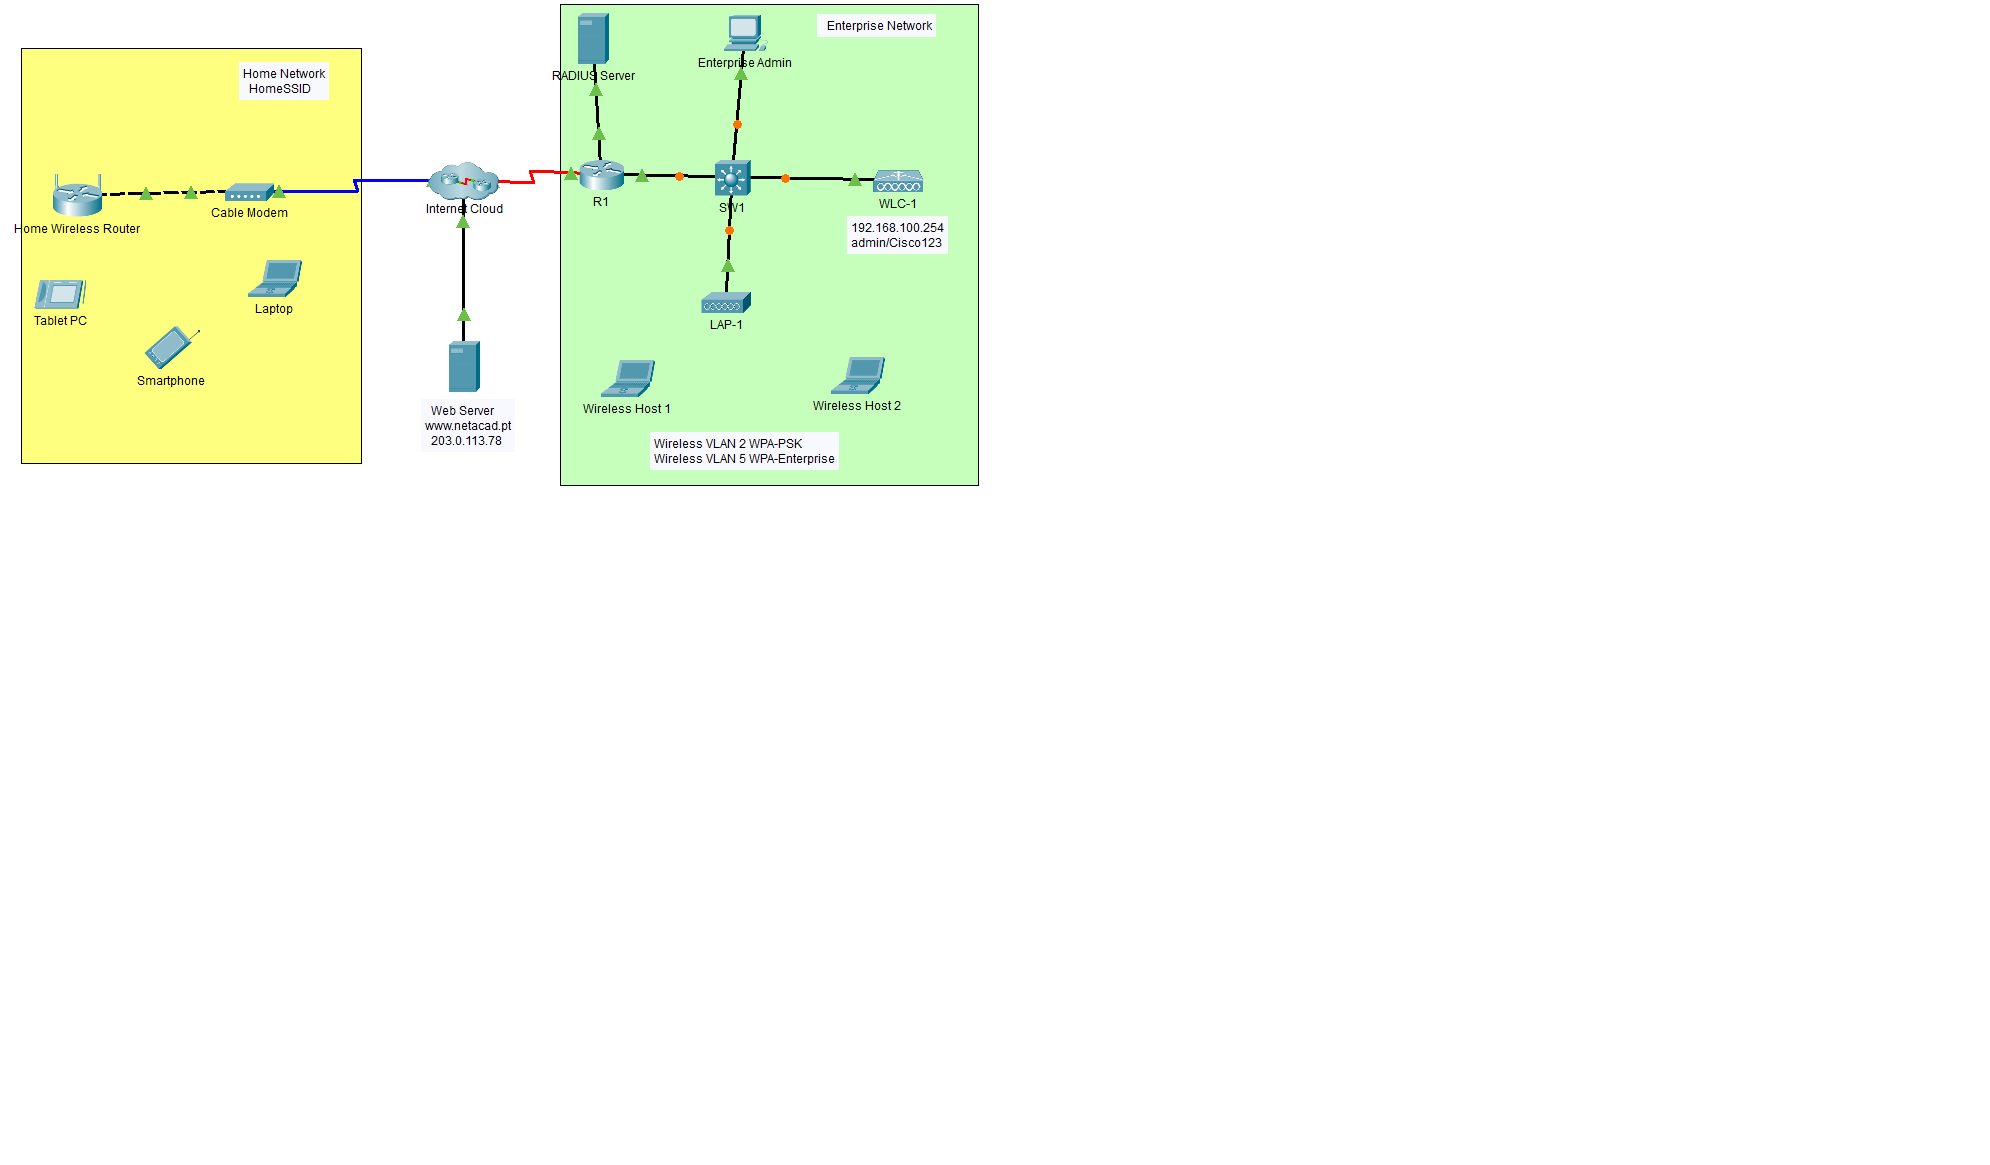 Home Network
HomeSSID
Home Wireless Router
Cable Modem
Tablet PC
Laptop
Smartphone
Internet Cloud
Web Server
www.netacad.pt
203.0.113.78
Enterprise Network
RADIUS Server
Enterprise Admin
R1
SW1
WLC-1
192.168.100.254
admin/Cisco123
LAP-1
Wireless Host 1
Wireless Host 2
Wireless VLAN 2 WPA-PSK
Wireless VLAN 5 WPA-Enterprise